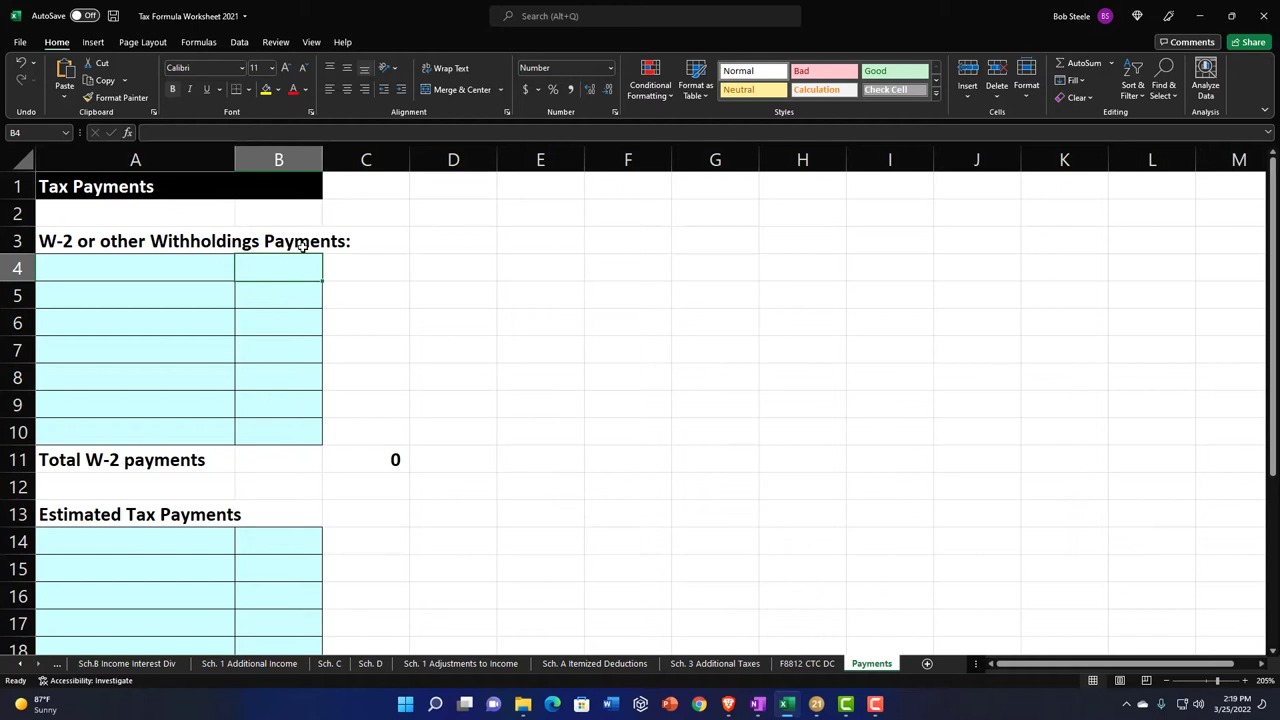 AutoSave Off Tax Formula Worksheet 2021 Search (Alt+Q) Bob Steele BS
File Home Insert Page Layout Formulas Data Review View Help Comments Share
Paste Cut Copy Format Painter
Calibri 11 A A
B I U A
ab Wrap Text
Merge & Center
Number
$ % 9
Conditional Formatting Format as Table
Normal Bad Good
Neutral Calculation Check Cell
Insert Delete Format
AutoSum Fill Clear
Sort & Filter Find & Select Analyze Data
Undo Clipboard Font Alignment Number Styles Cells Editing Analysis
B4 fx
A B C D E F G H I J K L M
1 Tax Payments
2
3 W-2 or other Withholdings Payments:
4
5
6
7
8
9
10
11 Total W-2 payments 0
12
13 Estimated Tax Payments
14
15
16
17
18
... Sch.B Income Interest Div Sch. 1 Additional Income Sch. C Sch. D Sch. 1 Adjustments to Income Sch. A Itemized Deductions Sch. 3 Additional Taxes F8812 CTC DC Payments
Ready Accessibility: Investigate 205%
87°F
Sunny
21
2:19 PM
3/25/2022